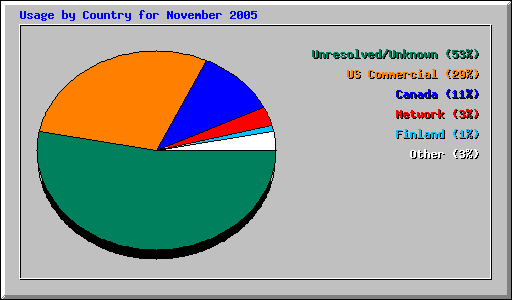 Usage by Country for November 2005
Unresolved/Unknown (53%)
US Commercial (29%)
Canada (11%)
Network (3%)
Finland (1%)
Other (3%)